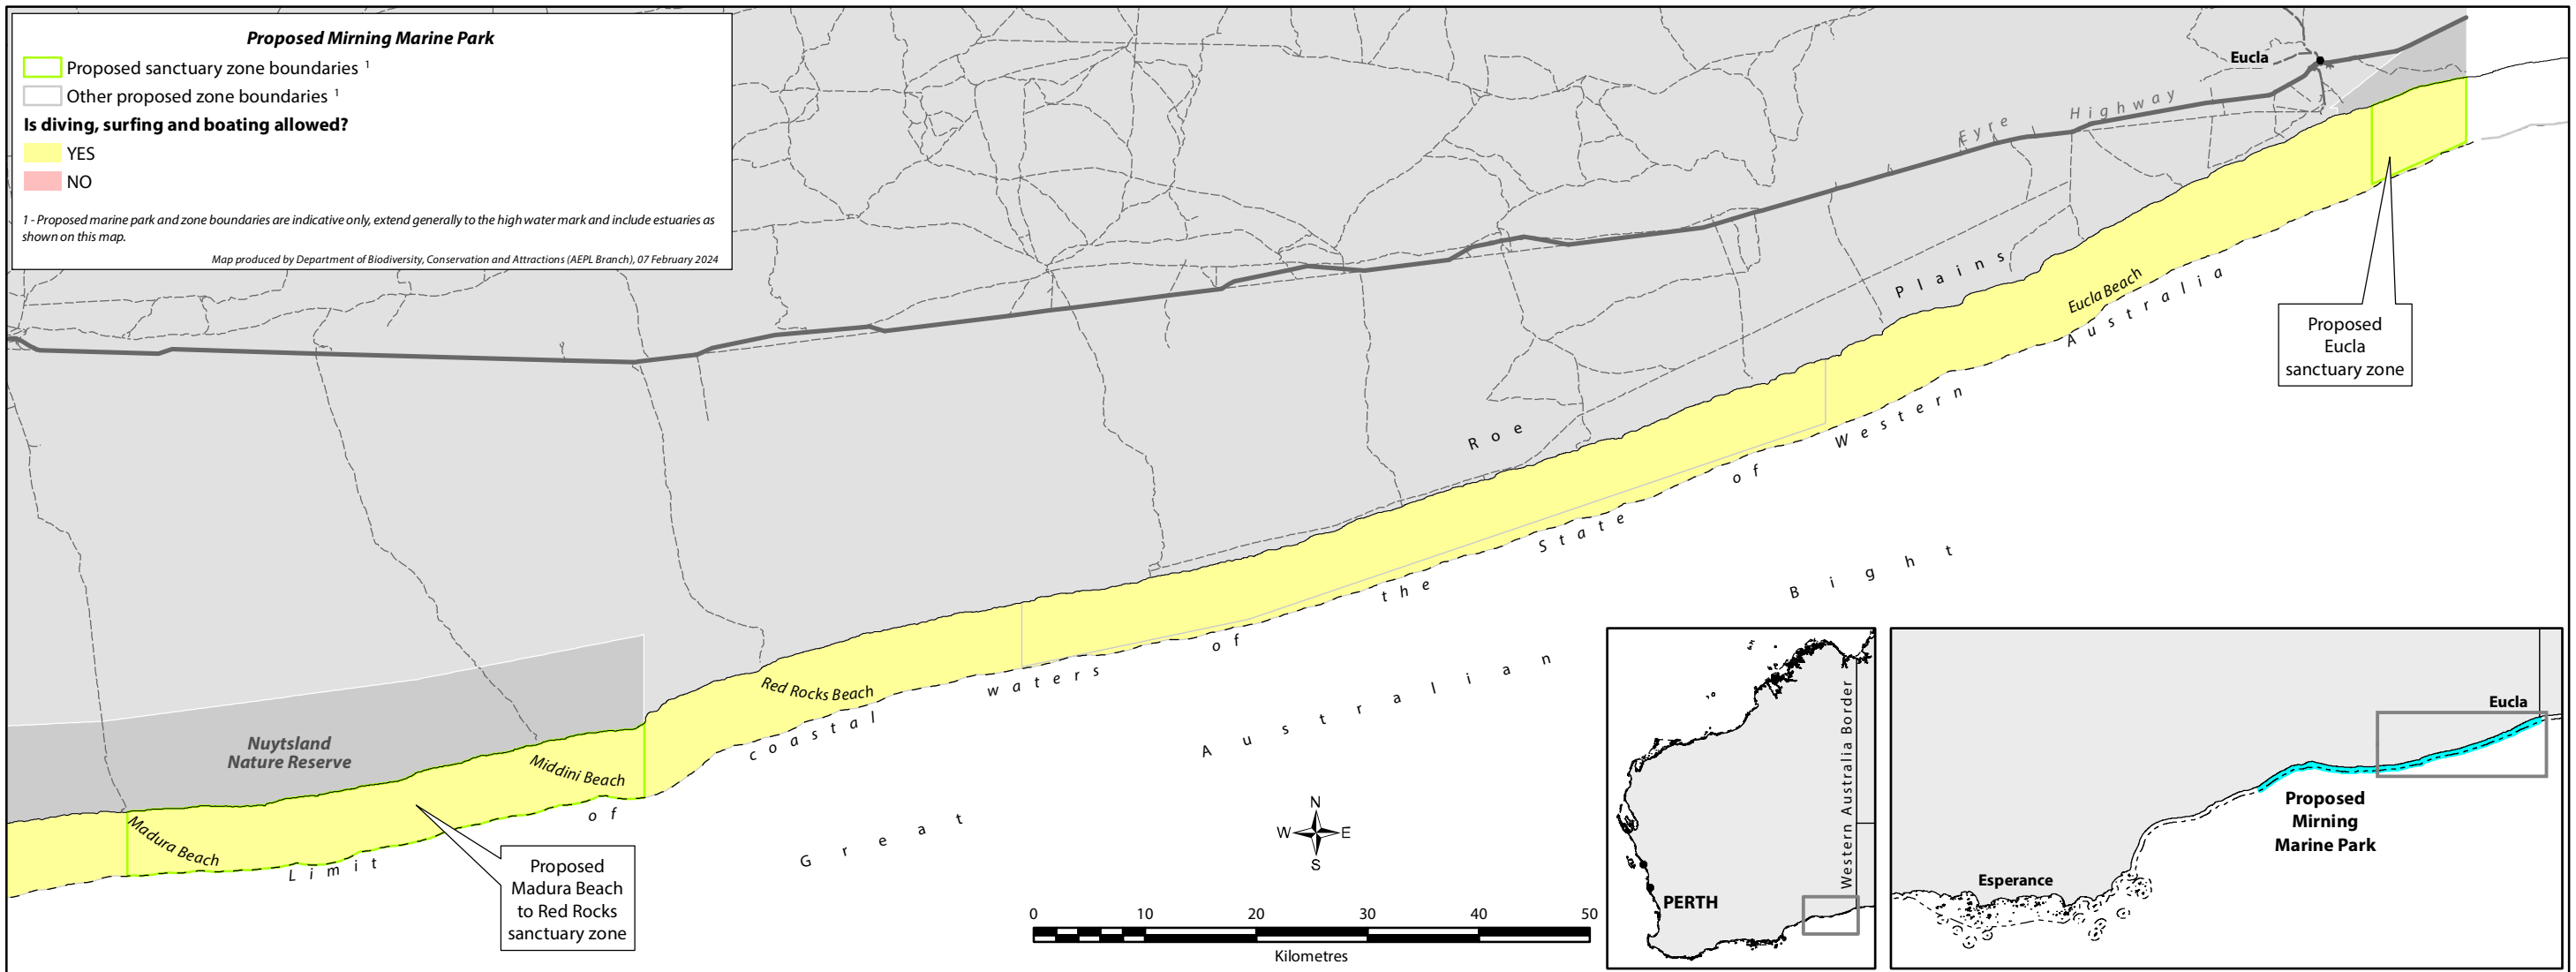 Proposed Mirning Marine Park
Proposed sanctuary zone boundaries 1
Other proposed zone boundaries 1
Is diving, surfing and boating allowed?
YES
NO
1 - Proposed marine park and zone boundaries are indicative only, extend generally to the high water mark and include estuaries as
shown on this map.
Map produced by Department of Biodiversity, Conservation and Attractions (AEPL Branch), 07 February 2024
Eucla
Eyre Highway
Roe Plains
Eucla Beach
Proposed
Eucla
sanctuary zone
Red Rocks Beach
Nuytsland
Nature Reserve
Middini Beach
Madura Beach
Limit of coastal waters of the State of Western Australia
Great Australian Bight
Proposed
Madura Beach
to Red Rocks
sanctuary zone
N
W E
S
0 10 20 30 40 50
Kilometres
Western Australia Border
PERTH
Eucla
Proposed
Mirning
Marine Park
Esperance